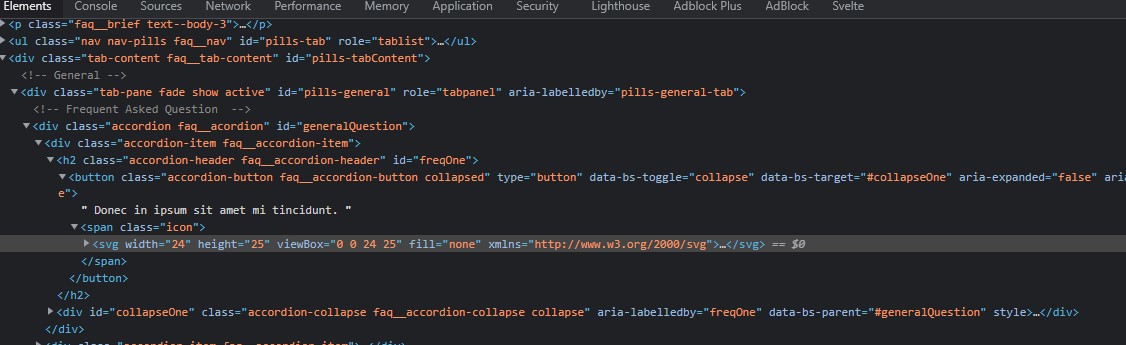 Elements Console Sources Network Performance Memory Application Security Lighthouse Adblock Plus AdBlock Svelte
<p class="faq__brief text--body-3">…</p>
<ul class="nav nav-pills faq__nav" id="pills-tab" role="tablist">…</ul>
<div class="tab-content faq__tab-content" id="pills-tabContent">
<!-- General -->
<div class="tab-pane fade show active" id="pills-general" role="tabpanel" aria-labelledby="pills-general-tab">
<!-- Frequent Asked Question  -->
<div class="accordion faq__acordion" id="generalQuestion">
<div class="accordion-item faq__accordion-item">
<h2 class="accordion-header faq__accordion-header" id="freqOne">
<button class="accordion-button faq__accordion-button collapsed" type="button" data-bs-toggle="collapse" data-bs-target="#collapseOne" aria-expanded="false" aria
e">
" Donec in ipsum sit amet mi tincidunt. "
<span class="icon">
<svg width="24" height="25" viewBox="0 0 24 25" fill="none" xmlns="http://www.w3.org/2000/svg">…</svg> == $0
</span>
</button>
</h2>
<div id="collapseOne" class="accordion-collapse faq__accordion-collapse collapse" aria-labelledby="freqOne" data-bs-parent="#generalQuestion" style>…</div>
</div>